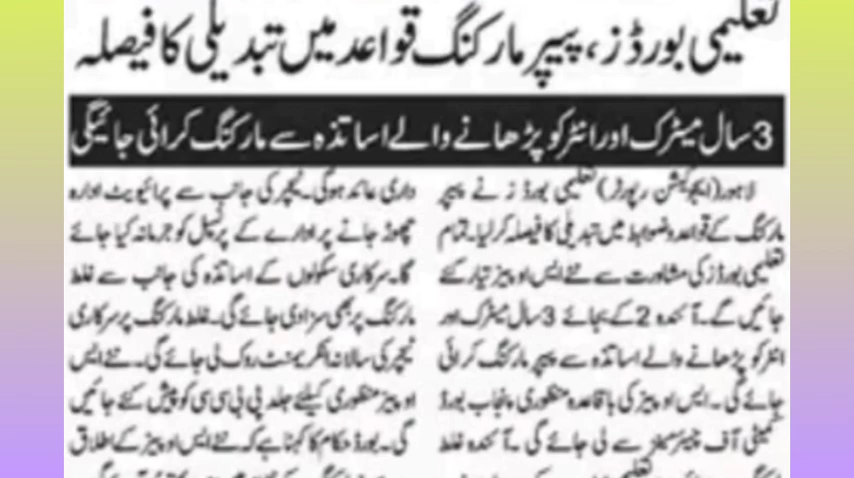 تعلیمی بورڈز، پیپر مارکنگ قواعد میں تبدیلی کا فیصلہ
3 سال میٹرک اور انٹر کو پڑھانے والے اساتذہ سے مارکنگ کرائی جائیگی
لاہور (ایجوکیشن رپورٹر) تعلیمی بورڈز نے پیپر
مارکنگ کے قواعد و ضوابط میں تبدیلی کا فیصلہ کر لیا۔ تمام
تعلیمی بورڈز کی مشاورت سے نئے ایس او پیز تیار کئے
جائیں گے۔ آئندہ 2 کے بجائے 3 سال میٹرک اور
انٹر کو پڑھانے والے اساتذہ سے پیپر مارکنگ کرائی
جائے گی۔ ایس او پیز کی باقاعدہ منظوری پنجاب بورڈ
کمیٹی آف چیئرمینز سے لی جائے گی۔ آئندہ غلط
داری عائد ہوگی۔ ٹیچر کی جانب سے پرائیویٹ ادارہ
چھوڑ جانے پر ادارے کے پرنسپل کو جرمانہ کیا جائے
گا۔ سرکاری سکولوں کے اساتذہ کی جانب سے غلط
مارکنگ پر بھی سزا دی جائے گی۔ غلط مارکنگ پر سرکاری
ٹیچر کی سالانہ انکریمنٹ روک لی جائے گی۔ نئے ایس
او پیز منظوری کیلئے جلد پی بی سی سی کو پیش کئے جائیں
گی۔ بورڈ حکام کا کہنا ہے کہ نئے ایس او پیز کے اطلاق